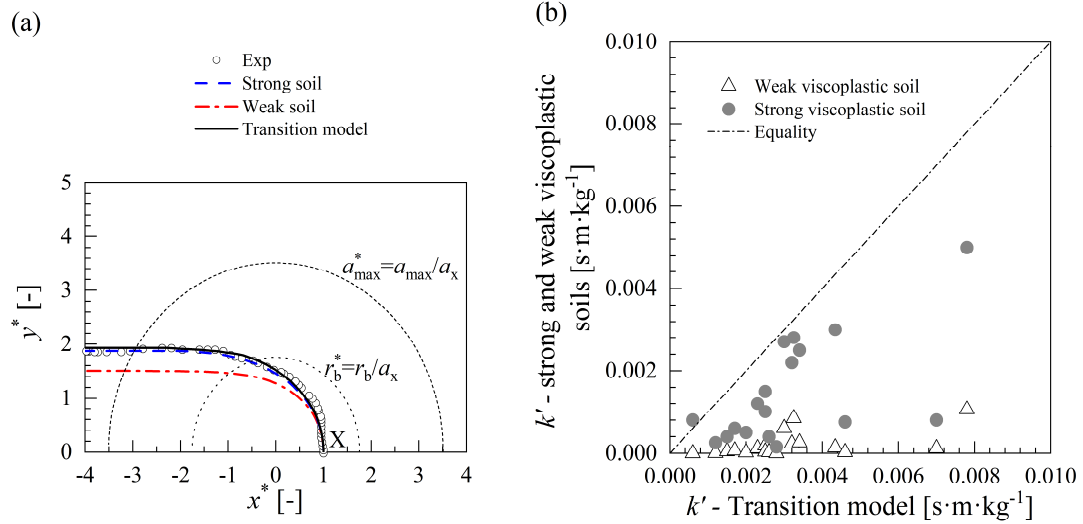 (a)
Exp
Strong soil
Weak soil
Transition model
5
4
3
2
1
0
y* [-]
a*max=amax/ax
r*b=rb/ax
X
-4 -3 -2 -1 0 1 2 3 4
x* [-]
(b)
0.010
0.008
0.006
0.004
0.002
0.000
k′ - strong and weak viscoplastic
soils [s·m·kg-1]
Weak viscoplastic soil
Strong viscoplastic soil
Equality
0.000 0.002 0.004 0.006 0.008 0.010
k′ - Transition model [s·m·kg-1]